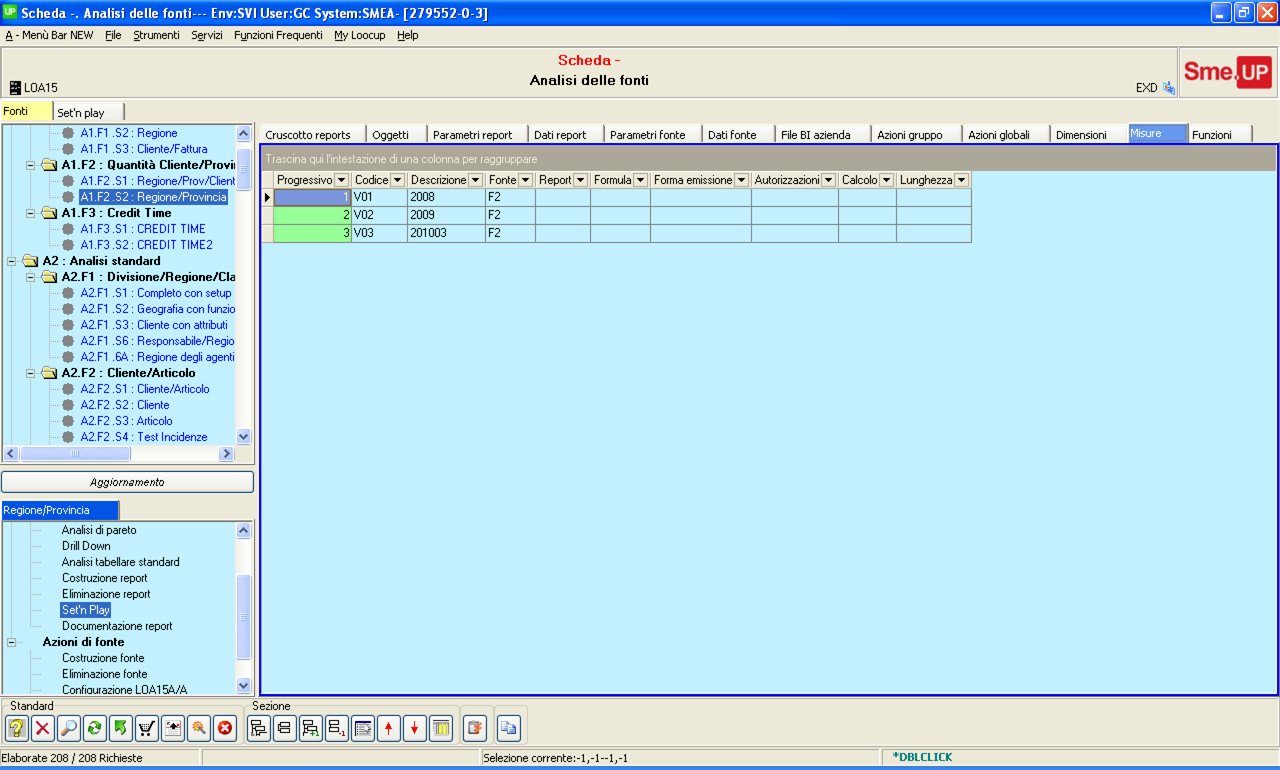 UP Scheda -. Analisi delle fonti--- Env:SVI User:GC System:SMEA- [279552-0-3]
A - Menù Bar NEW File Strumenti Servizi Funzioni Frequenti My Loocup Help
Scheda -
Analisi delle fonti
LOA15
EXD
Sme.UP
Fonti Set'n play
A1.F1 .S2 : Regione
A1.F1 .S3 : Cliente/Fattura
A1.F2 : Quantità Cliente/Provin
A1.F2 .S1 : Regione/Prov/Client
A1.F2 .S2 : Regione/Provincia
A1.F3 : Credit Time
A1.F3 .S1 : CREDIT TIME
A1.F3 .S2 : CREDIT TIME2
A2 : Analisi standard
A2.F1 : Divisione/Regione/Cla
A2.F1 .S1 : Completo con setup
A2.F1 .S2 : Geografia con funzio
A2.F1 .S3 : Cliente con attributi
A2.F1 .S6 : Responsabile/Regio
A2.F1 .6A : Regione degli agenti
A2.F2 : Cliente/Articolo
A2.F2 .S1 : Cliente/Articolo
A2.F2 .S2 : Cliente
A2.F2 .S3 : Articolo
A2.F2 .S4 : Test Incidenze
Aggiornamento
Regione/Provincia
Analisi di pareto
Drill Down
Analisi tabellare standard
Costruzione report
Eliminazione report
Set'n Play
Documentazione report
Azioni di fonte
Costruzione fonte
Eliminazione fonte
Configurazione LOA15A/A
Cruscotto reports Oggetti Parametri report Dati report Parametri fonte Dati fonte File BI azienda Azioni gruppo Azioni globali Dimensioni Misure Funzioni
Trascina qui l'intestazione di una colonna per raggruppare
Progressivo Codice Descrizione Fonte Report Formula Forma emissione Autorizzazioni Calcolo Lunghezza
1 V01 2008 F2
2 V02 2009 F2
3 V03 201003 F2
Standard Sezione
Elaborate 208 / 208 Richieste Selezione corrente:-1,-1--1,-1 *DBLCLICK